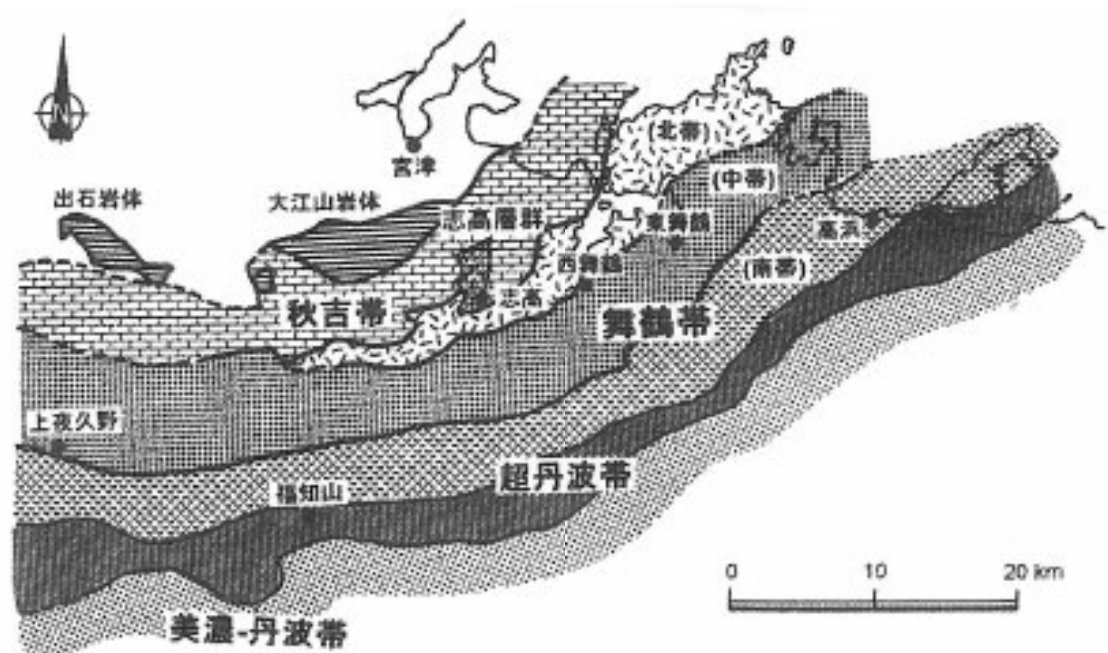 (北帯)
宮津
(中帯)
出石岩体
大江山岩体
志高層群
東舞鶴
高浜
西舞鶴
(南帯)
志高
秋吉帯
舞鶴帯
上夜久野
超丹波帯
福知山
0 10 20 km
美濃-丹波帯